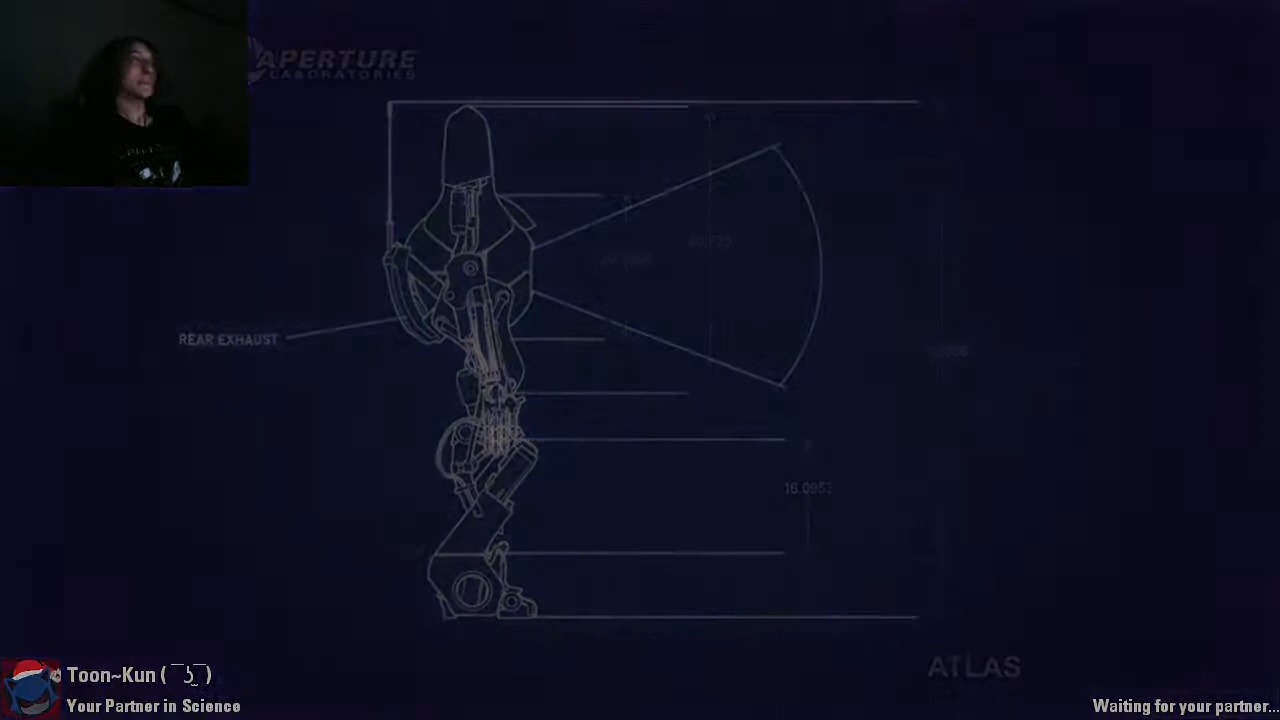 APERTURE
LABORATORIES
REAR EXHAUST
16.0953
ATLAS
Toon~Kun ( ¯ ͜ʖ¯)
Your Partner in Science
Waiting for your partner...